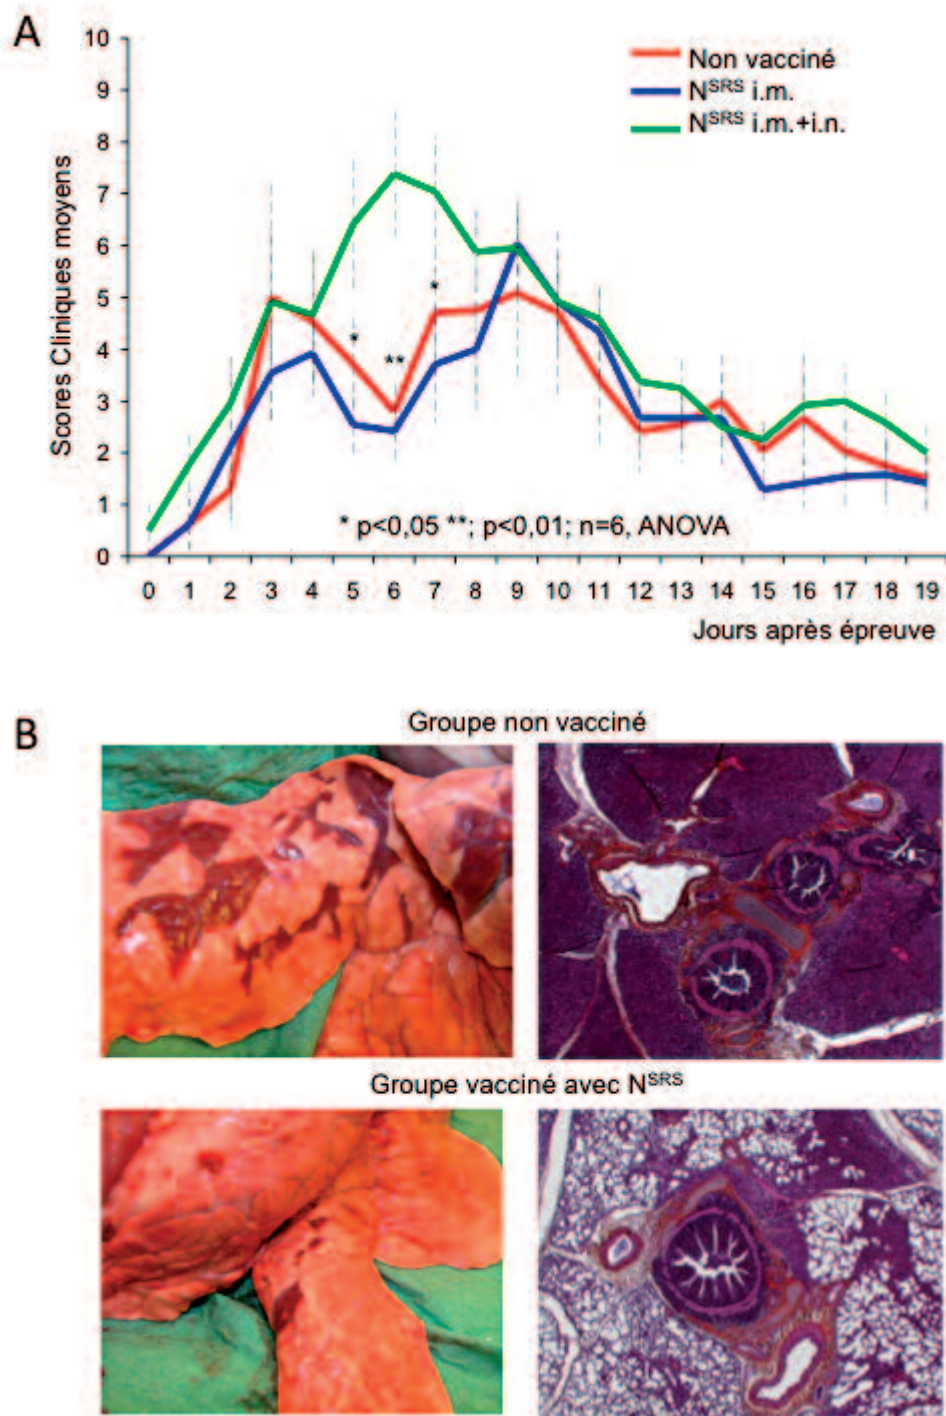 A
10
9
8
7
6
5
4
3
2
1
0
Scores Cliniques moyens
Non vacciné
N^SRS i.m.
N^SRS i.m.+i.n.
*
**
*
* p<0,05 **; p<0,01; n=6, ANOVA
0 1 2 3 4 5 6 7 8 9 10 11 12 13 14 15 16 17 18 19
Jours après épreuve
B
Groupe non vacciné
Groupe vacciné avec N^SRS